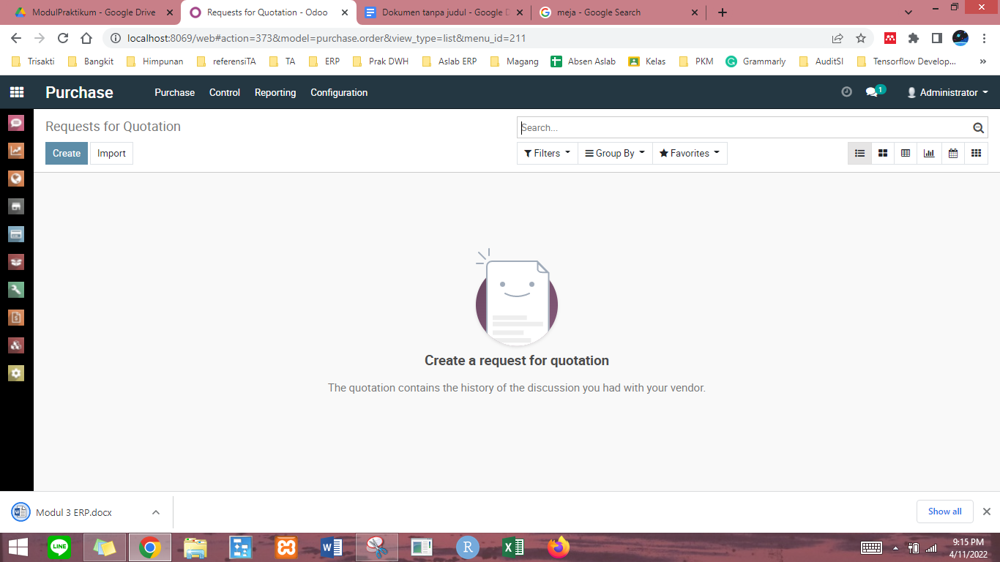 ModulPraktikum - Google Drive
Requests for Quotation - Odoo
Dokumen tanpa judul - Google D
meja - Google Search
localhost:8069/web#action=373&model=purchase.order&view_type=list&menu_id=211
Trisakti Bangkit Himpunan referensiTA TA ERP Prak DWH Aslab ERP Magang Absen Aslab Kelas PKM Grammarly AuditSI Tensorflow Develop... »
Purchase Purchase Control Reporting Configuration 1 Administrator
Requests for Quotation
Search...
Create Import Filters Group By Favorites
Create a request for quotation
The quotation contains the history of the discussion you had with your vendor.
Modul 3 ERP.docx
Show all
LINE
R
9:15 PM
4/11/2022